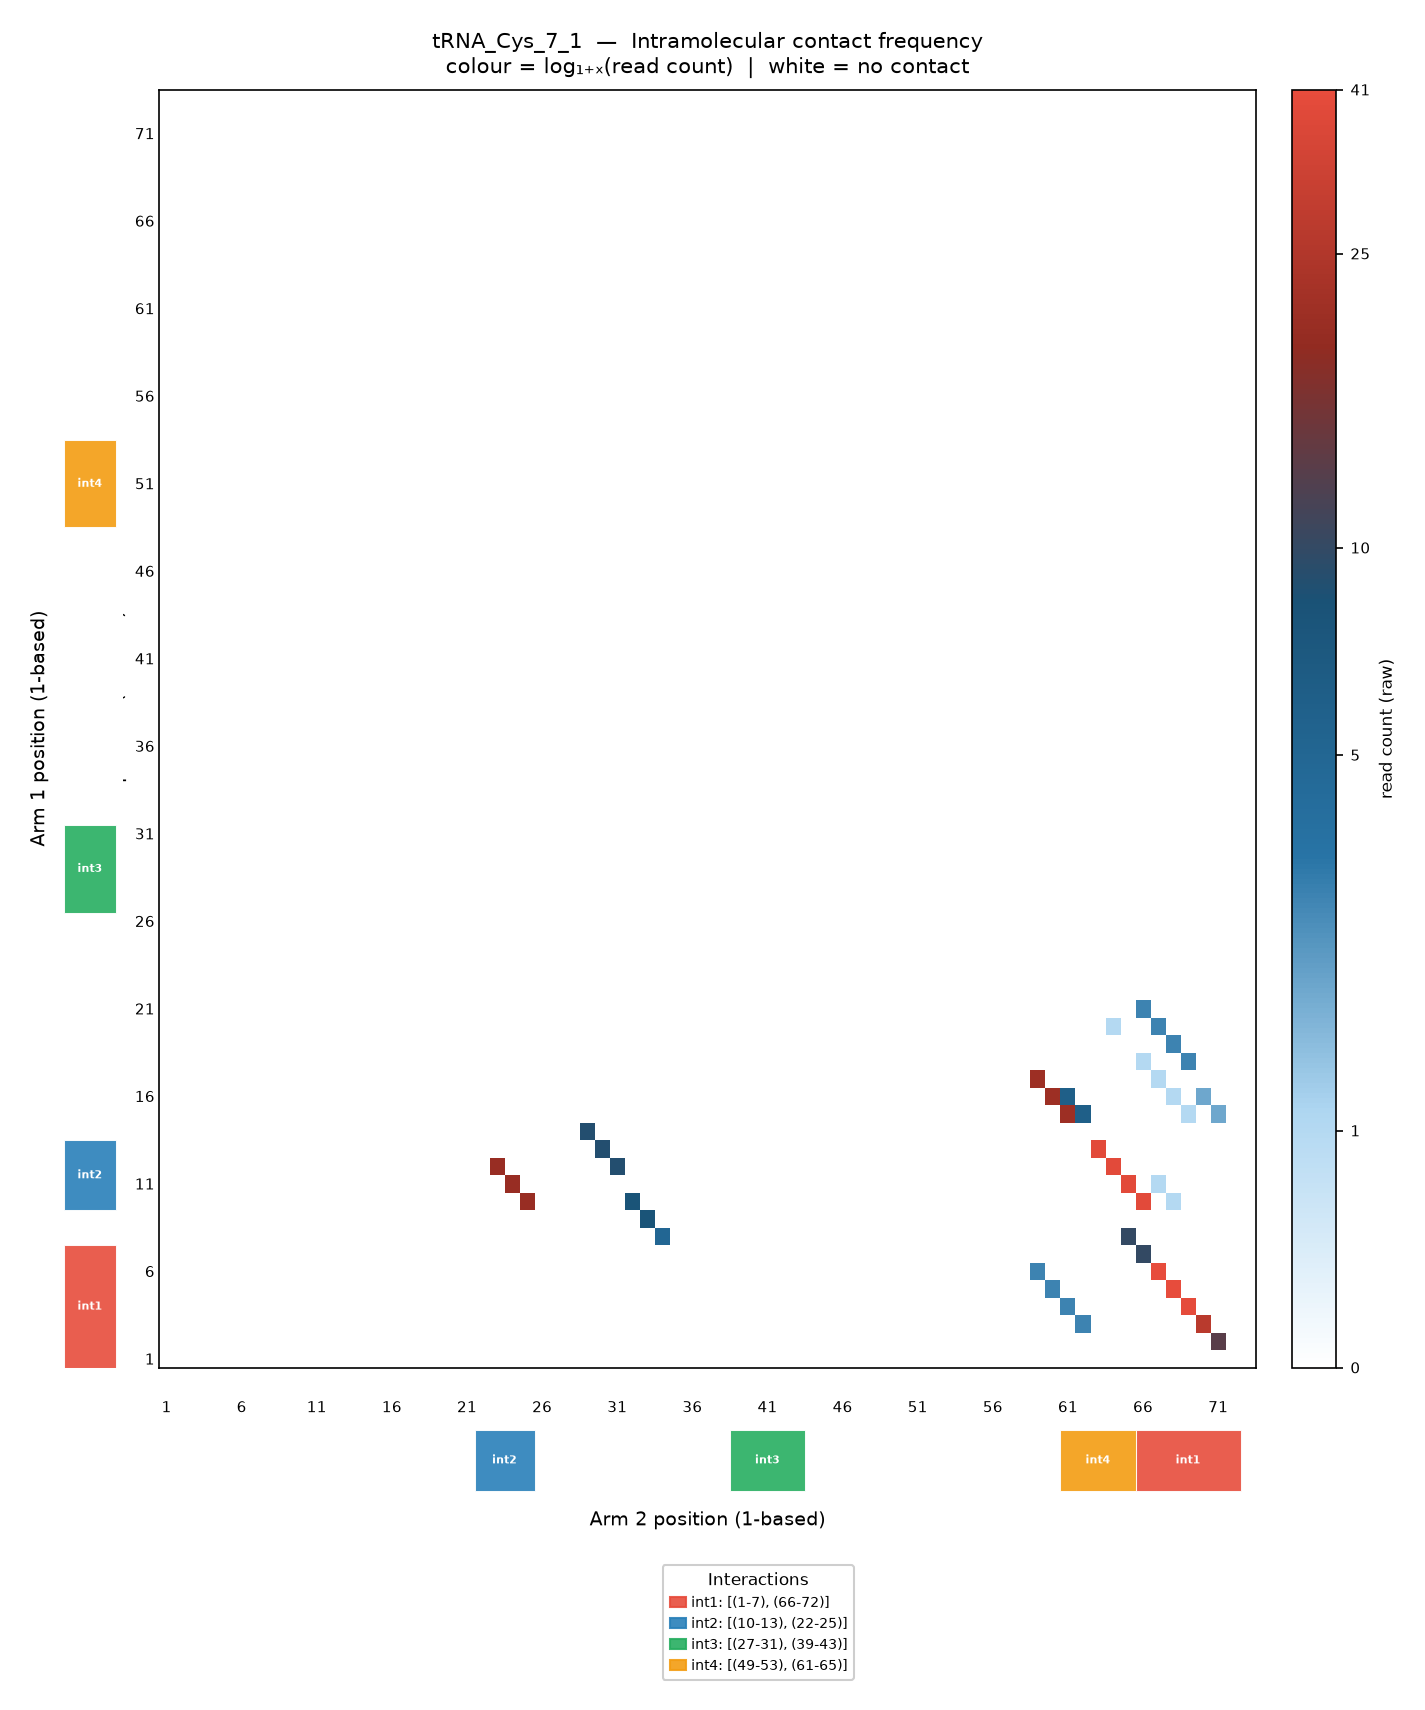 tRNA_Cys_7_1 — Intramolecular contact frequency
colour = log₁₊ₓ(read count) | white = no contact
71
66
61
56
51
46
41
36
31
26
21
16
11
6
1
int4
int3
int2
int1
Arm 1 position (1-based)
41
25
10
5
1
0
read count (raw)
1 6 11 16 21 26 31 36 41 46 51 56 61 66 71
int2 int3 int4 int1
Arm 2 position (1-based)
Interactions
int1: [(1-7), (66-72)]
int2: [(10-13), (22-25)]
int3: [(27-31), (39-43)]
int4: [(49-53), (61-65)]